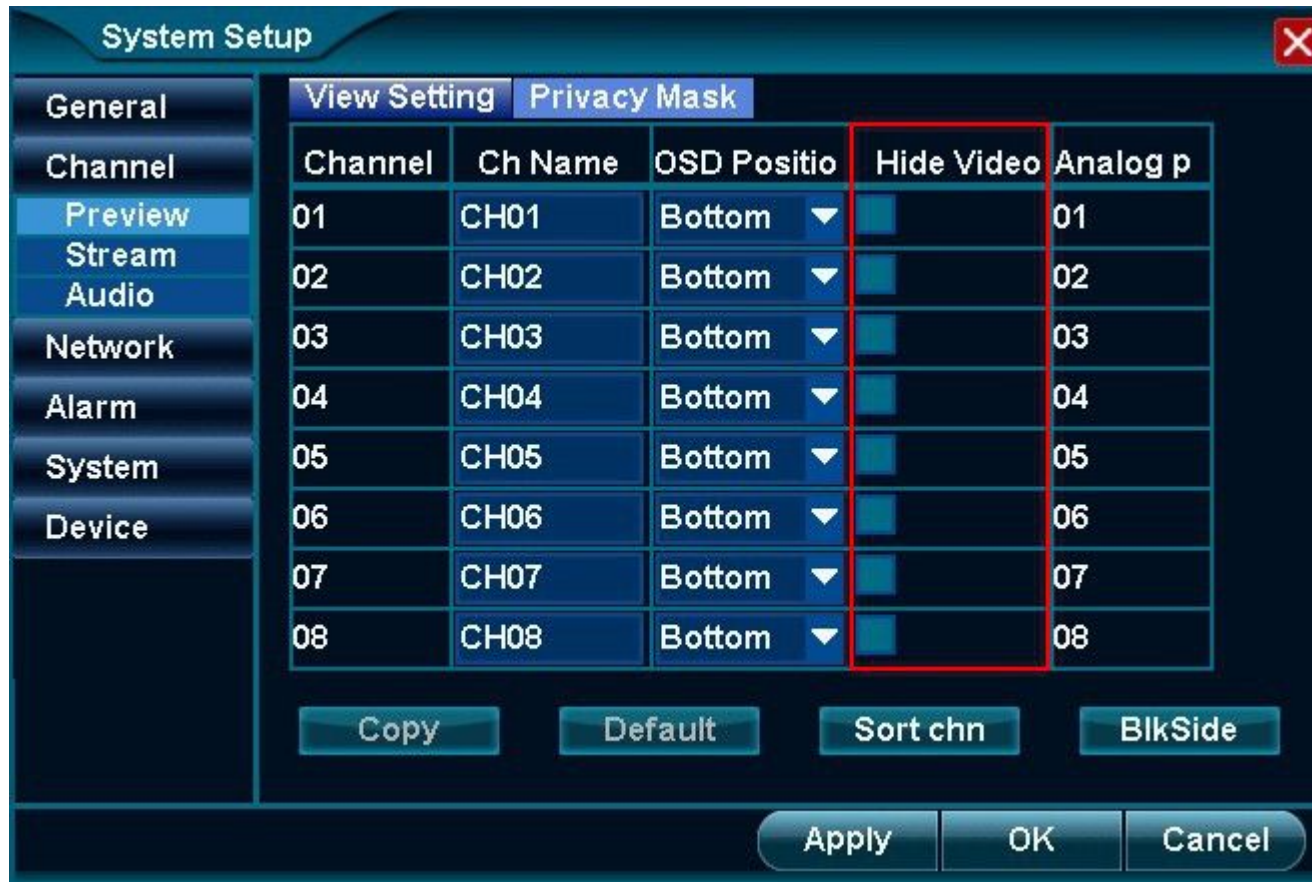 System Setup
General
Channel
Preview
Stream
Audio
Network
Alarm
System
Device
View Setting Privacy Mask
Channel Ch Name OSD Positio Hide Video Analog p
01 CH01 Bottom 01
02 CH02 Bottom 02
03 CH03 Bottom 03
04 CH04 Bottom 04
05 CH05 Bottom 05
06 CH06 Bottom 06
07 CH07 Bottom 07
08 CH08 Bottom 08
Copy Default Sort chn BlkSide
Apply OK Cancel